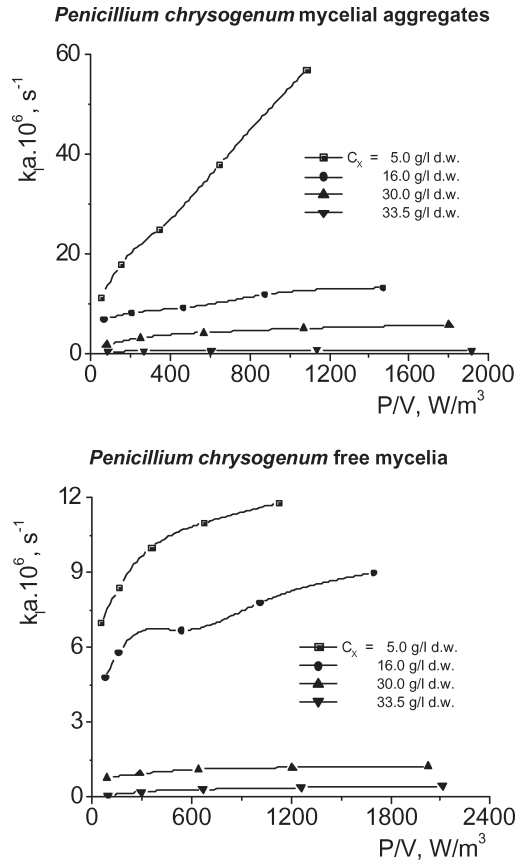 Penicillium chrysogenum mycelial aggregates
60
40
20
0
kₗa.10⁶, s⁻¹
Cₓ = 5.0 g/l d.w.
16.0 g/l d.w.
30.0 g/l d.w.
33.5 g/l d.w.
0 400 800 1200 1600 2000
P/V, W/m³
Penicillium chrysogenum free mycelia
12
9
6
3
0
kₗa.10⁶, s⁻¹
Cₓ = 5.0 g/l d.w.
16.0 g/l d.w.
30.0 g/l d.w.
33.5 g/l d.w.
0 600 1200 1800 2400
P/V, W/m³